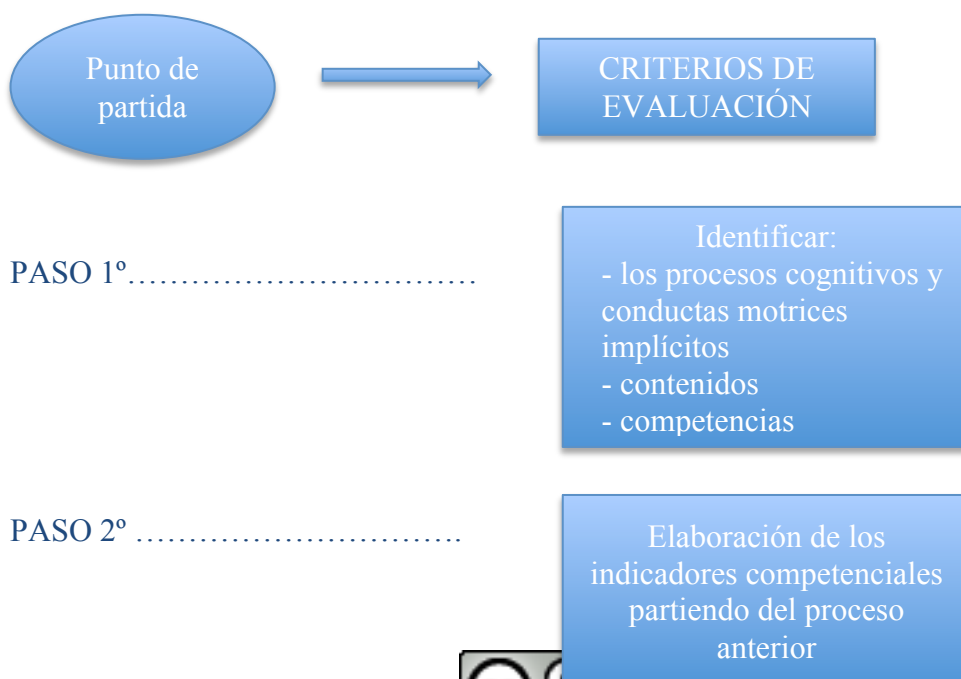 Punto de
partida
CRITERIOS DE
EVALUACIÓN
PASO 1º……………………………
Identificar:
- los procesos cognitivos y
conductas motrices
implícitos
- contenidos
- competencias
PASO 2º ………………………….
Elaboración de los
indicadores competenciales
partiendo del proceso
anterior